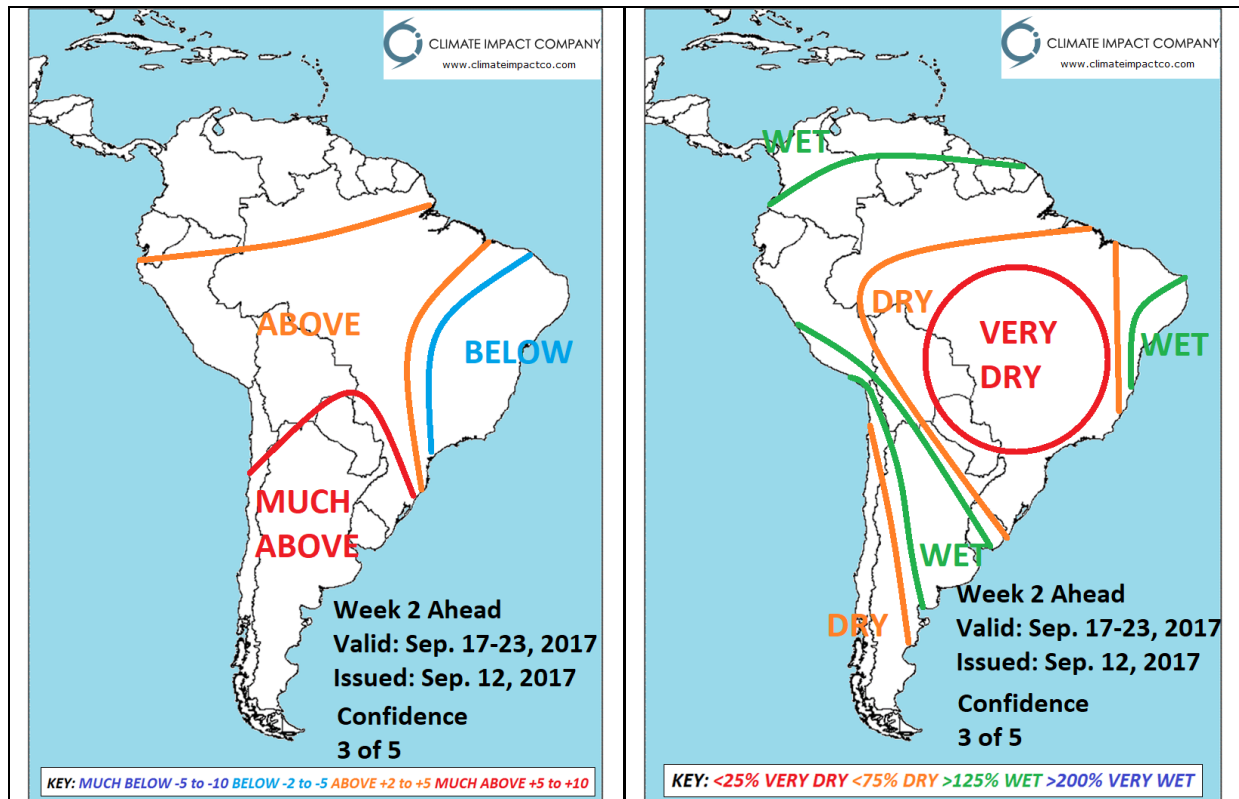 CLIMATE IMPACT COMPANY
www.climateimpactco.com
ABOVE
BELOW
MUCH
ABOVE
Week 2 Ahead
Valid: Sep. 17-23, 2017
Issued: Sep. 12, 2017
Confidence
3 of 5
KEY: MUCH BELOW -5 to -10 BELOW -2 to -5 ABOVE +2 to +5 MUCH ABOVE +5 to +10
CLIMATE IMPACT COMPANY
www.climateimpactco.com
WET
DRY
VERY
DRY
WET
WET
DRY
Week 2 Ahead
Valid: Sep. 17-23, 2017
Issued: Sep. 12, 2017
Confidence
3 of 5
KEY: <25% VERY DRY <75% DRY >125% WET >200% VERY WET